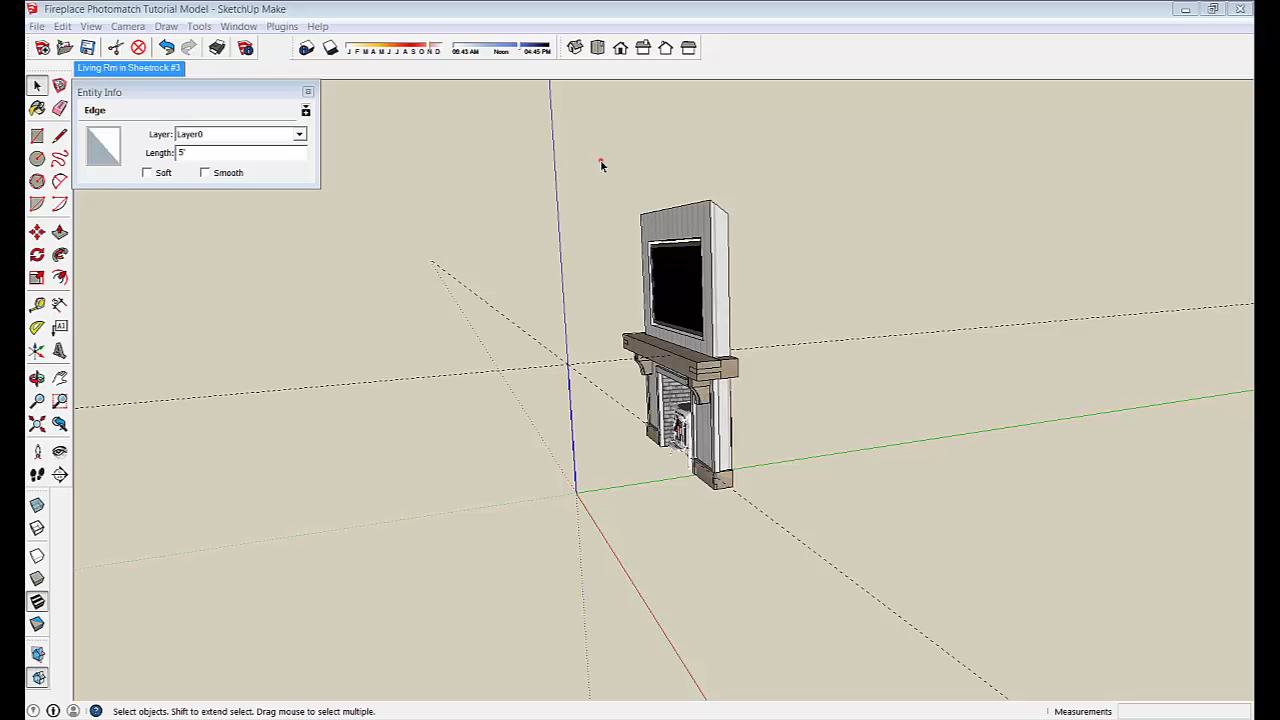 Fireplace Photomatch Tutorial Model - SketchUp Make
File Edit View Camera Draw Tools Window Plugins Help
J F M A M J J A S O N D 06:43 AM Noon 04:45 PM
Living Rm in Sheetrock #3
Entity Info
Edge
Layer: Layer0
Length: 5'
Soft Smooth
Select objects. Shift to extend select. Drag mouse to select multiple.
Measurements